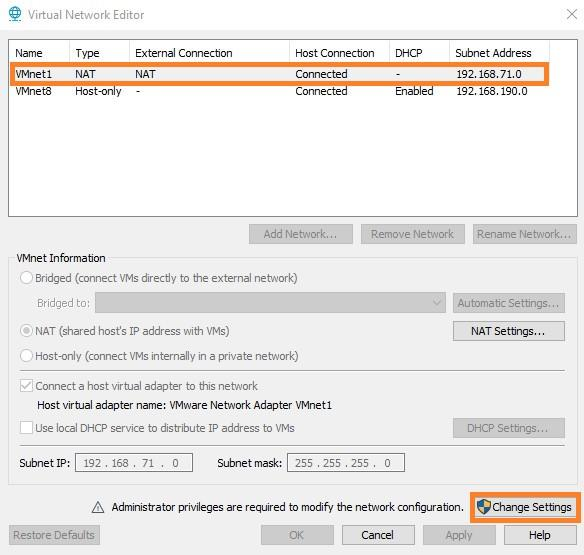 Virtual Network Editor
Name Type External Connection Host Connection DHCP Subnet Address
VMnet1 NAT NAT Connected - 192.168.71.0
VMnet8 Host-only - Connected Enabled 192.168.190.0
Add Network... Remove Network Rename Network...
VMnet Information
Bridged (connect VMs directly to the external network)
Bridged to: Automatic Settings...
NAT (shared host's IP address with VMs) NAT Settings...
Host-only (connect VMs internally in a private network)
Connect a host virtual adapter to this network
Host virtual adapter name: VMware Network Adapter VMnet1
Use local DHCP service to distribute IP address to VMs DHCP Settings...
Subnet IP: 192 . 168 . 71 . 0 Subnet mask: 255 . 255 . 255 . 0
Administrator privileges are required to modify the network configuration. Change Settings
Restore Defaults OK Cancel Apply Help